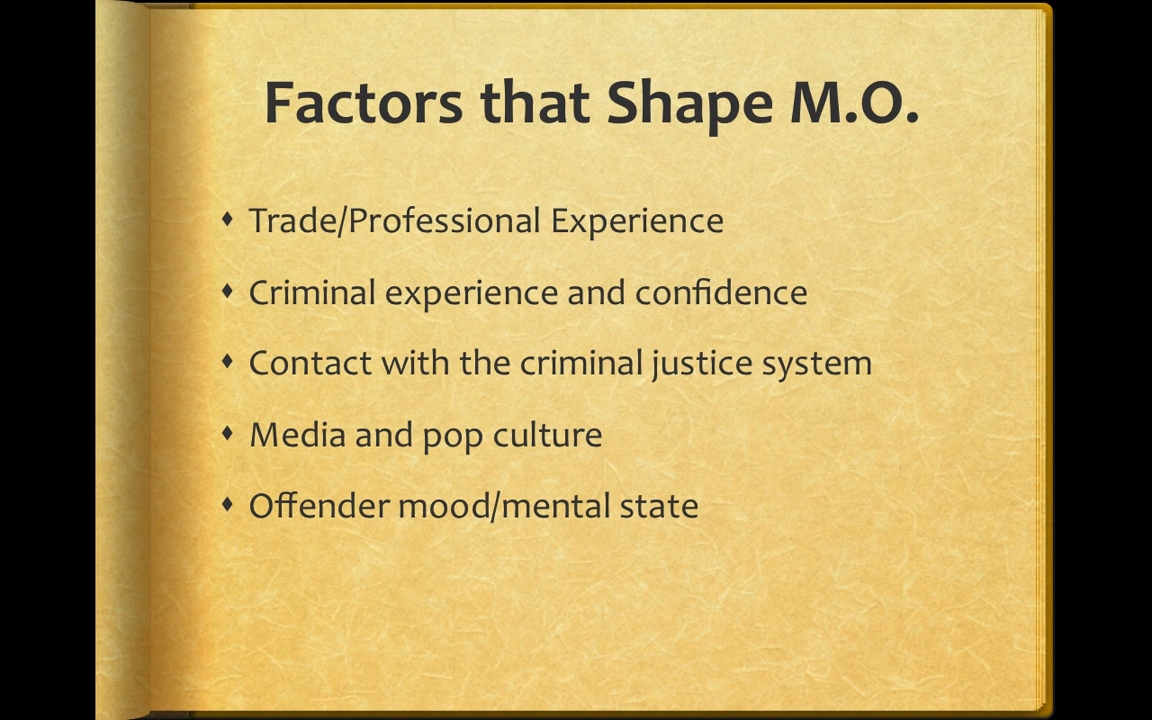 Factors that Shape M.O.
Trade/Professional Experience
Criminal experience and confidence
Contact with the criminal justice system
Media and pop culture
Offender mood/mental state